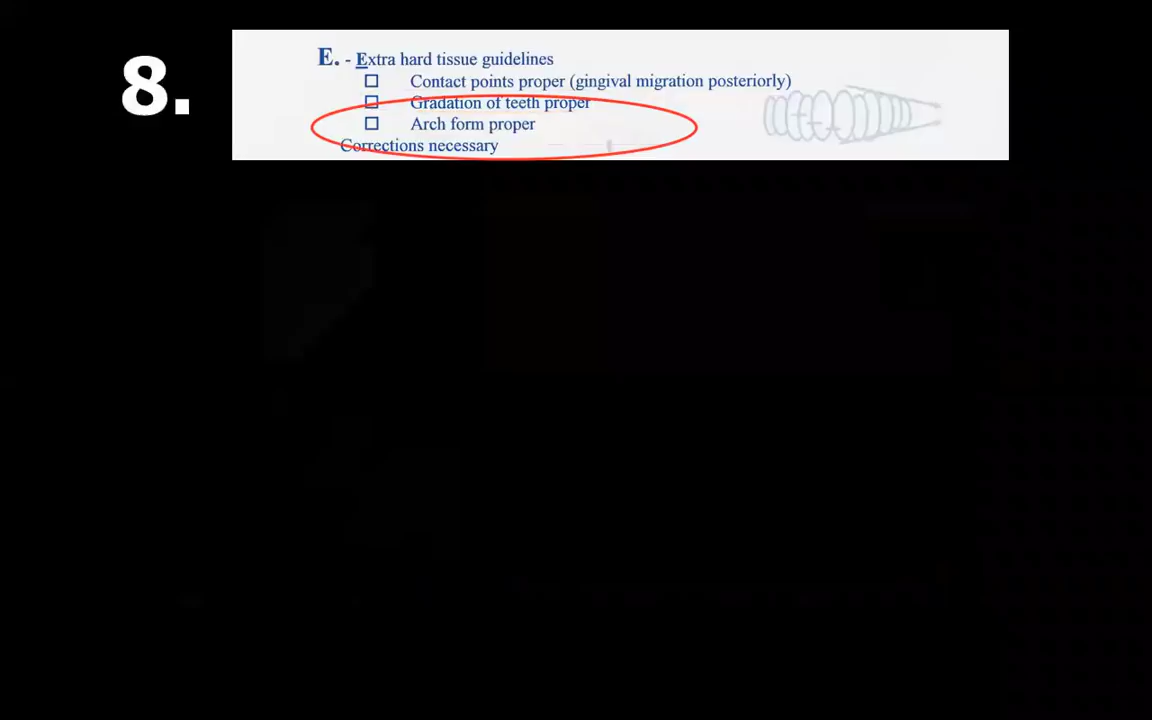 8.
E. - Extra hard tissue guidelines
☐ Contact points proper (gingival migration posteriorly)
☐ Gradation of teeth proper
☐ Arch form proper
Corrections necessary